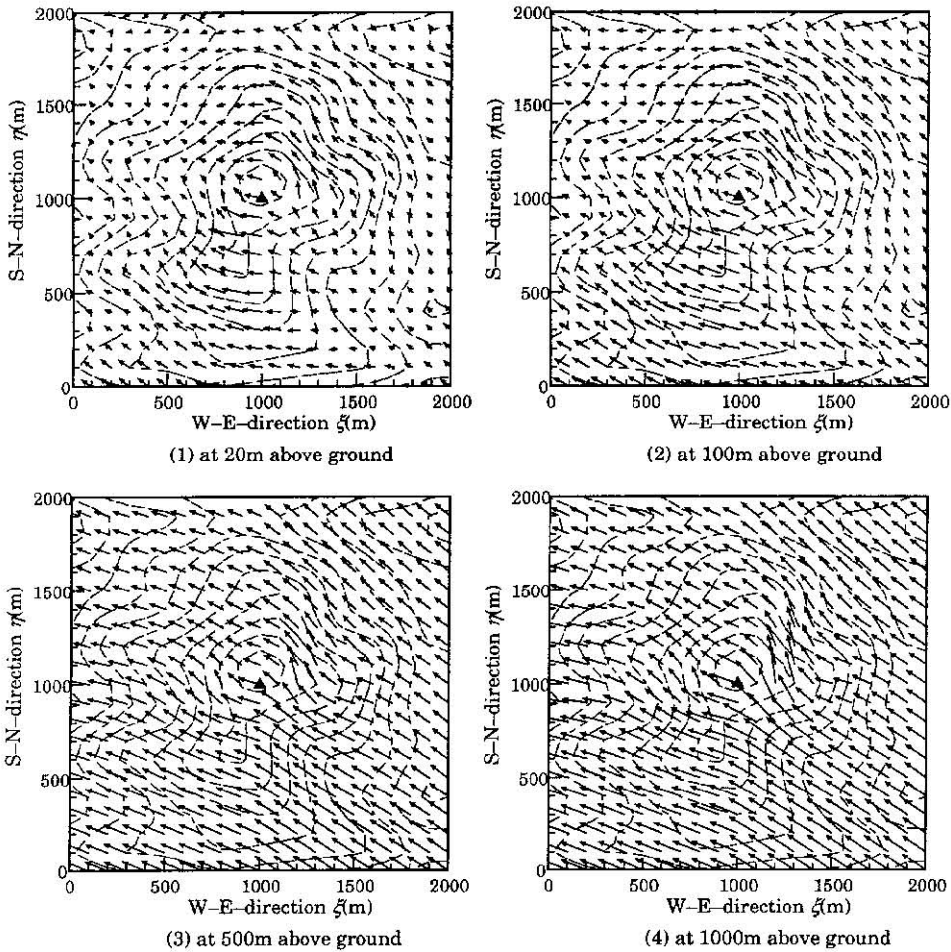 2000
1500
1000
500
0
S–N–direction η(m)
0 500 1000 1500 2000
W–E–direction ξ(m)
(1) at 20m above ground
2000
1500
1000
500
0
S–N–direction η(m)
0 500 1000 1500 2000
W–E–direction ξ(m)
(2) at 100m above ground
2000
1500
1000
500
0
S–N–direction η(m)
0 500 1000 1500 2000
W–E–direction ξ(m)
(3) at 500m above ground
2000
1500
1000
500
0
S–N–direction η(m)
0 500 1000 1500 2000
W–E–direction ξ(m)
(4) at 1000m above ground